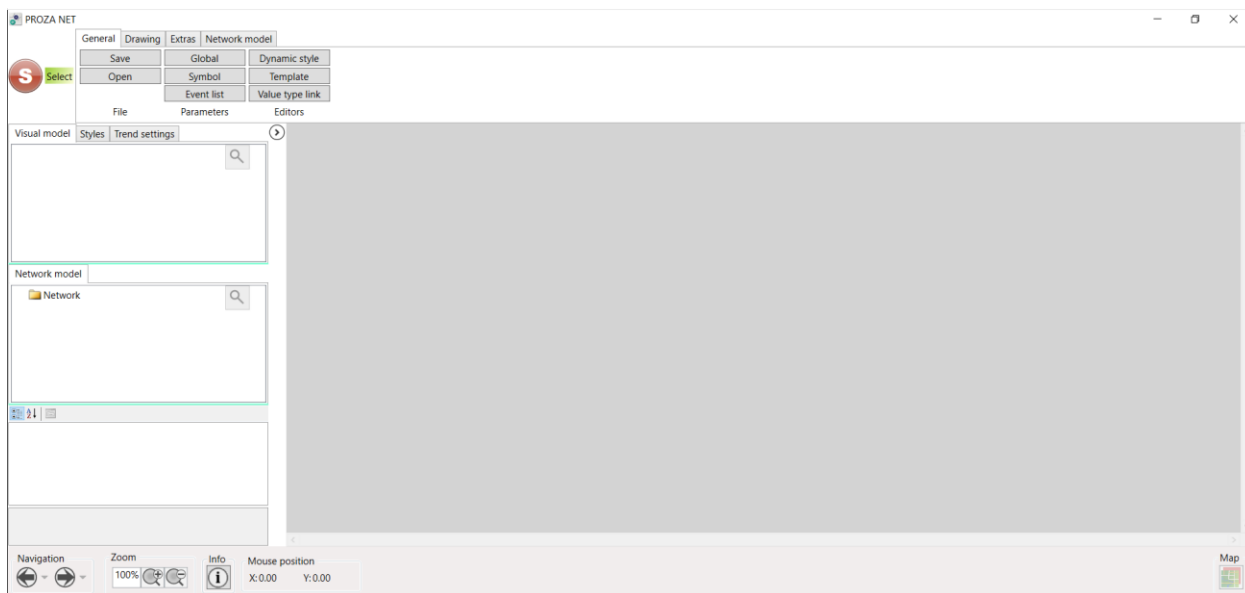 PROZA NET
General Drawing Extras Network model
S Select
Save Global Dynamic style
Open Symbol Template
Event list Value type link
File Parameters Editors
Visual model Styles Trend settings
Network model
Network
Navigation Zoom Info Mouse position Map
100% i X: 0.00 Y: 0.00